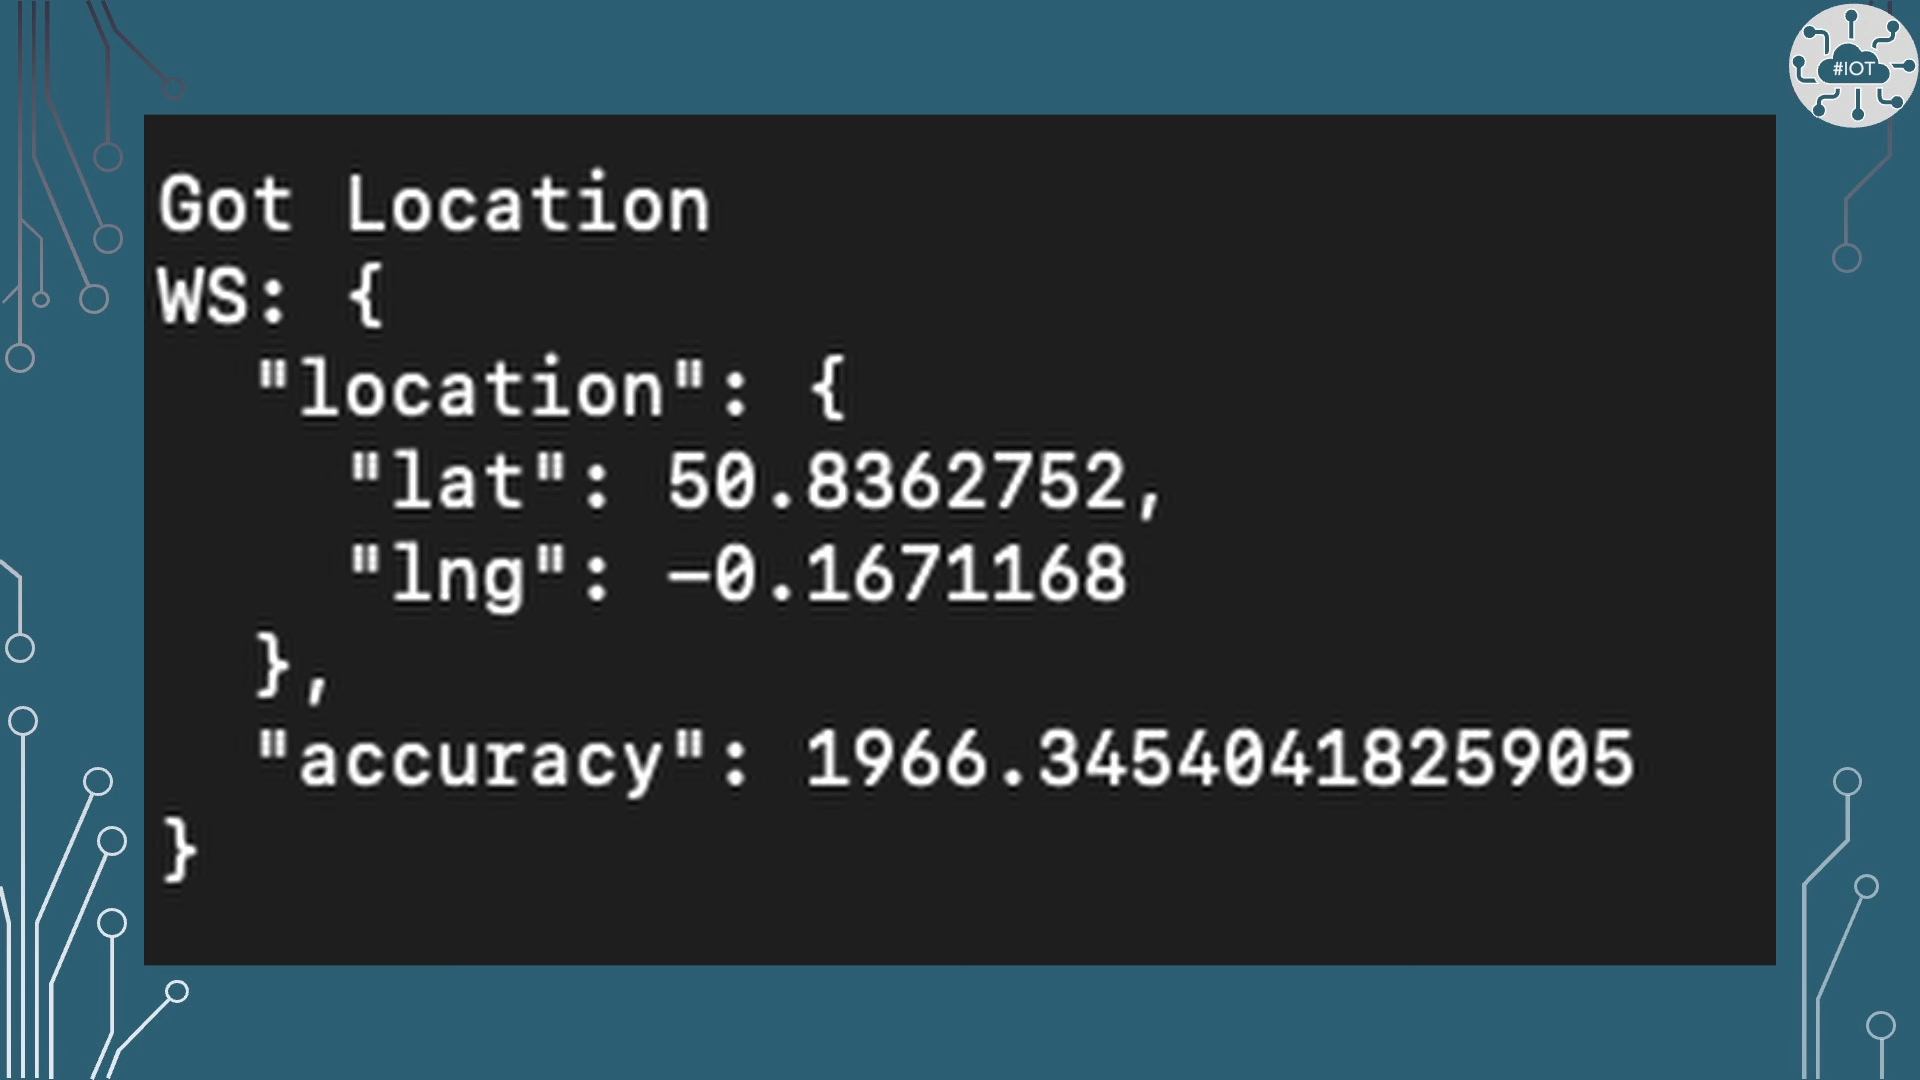 #IOT
Got Location
WS: {
  "location": {
    "lat": 50.8362752,
    "lng": -0.1671168
  },
  "accuracy": 1966.3454041825905
}